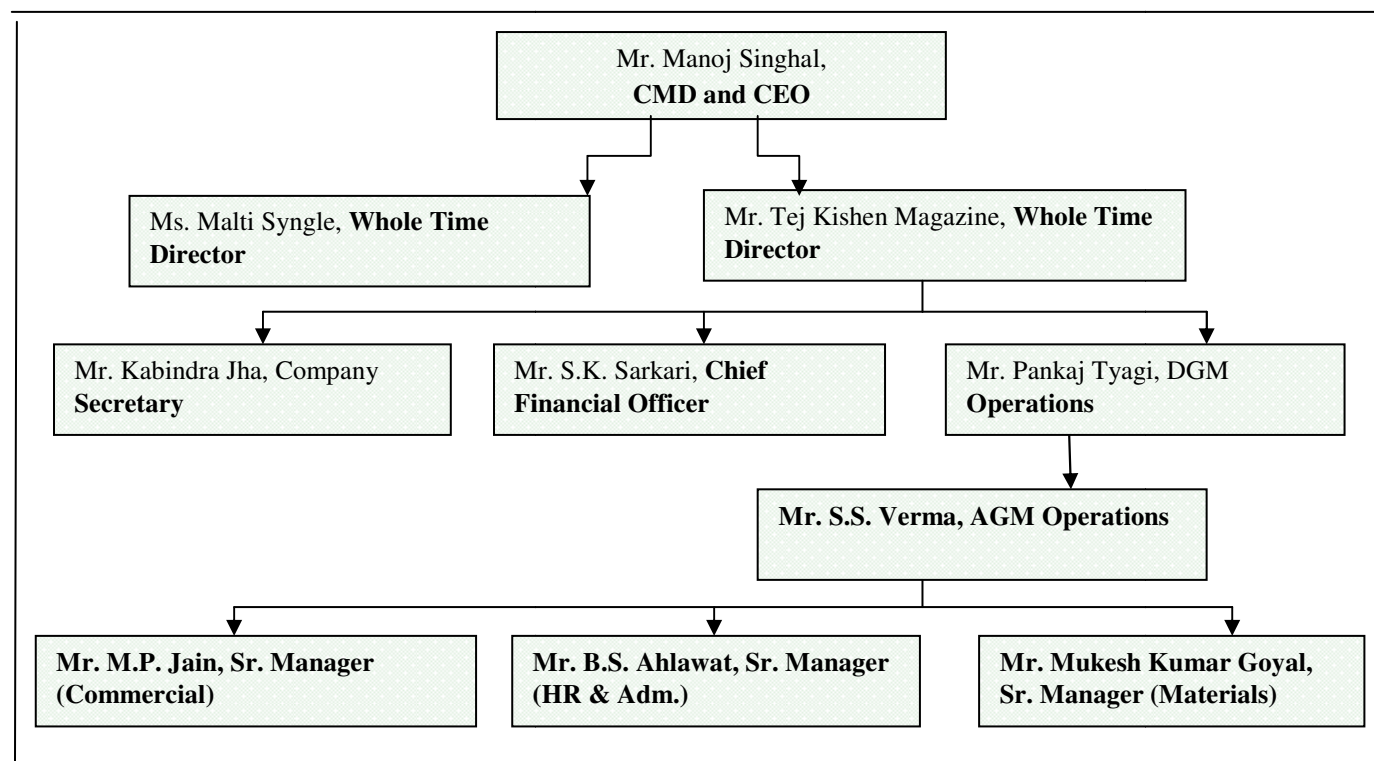 Mr. Manoj Singhal,
CMD and CEO
Ms. Malti Syngle, Whole Time
Director
Mr. Tej Kishen Magazine, Whole Time
Director
Mr. Kabindra Jha, Company
Secretary
Mr. S.K. Sarkari, Chief
Financial Officer
Mr. Pankaj Tyagi, DGM
Operations
Mr. S.S. Verma, AGM Operations
Mr. M.P. Jain, Sr. Manager
(Commercial)
Mr. B.S. Ahlawat, Sr. Manager
(HR & Adm.)
Mr. Mukesh Kumar Goyal,
Sr. Manager (Materials)